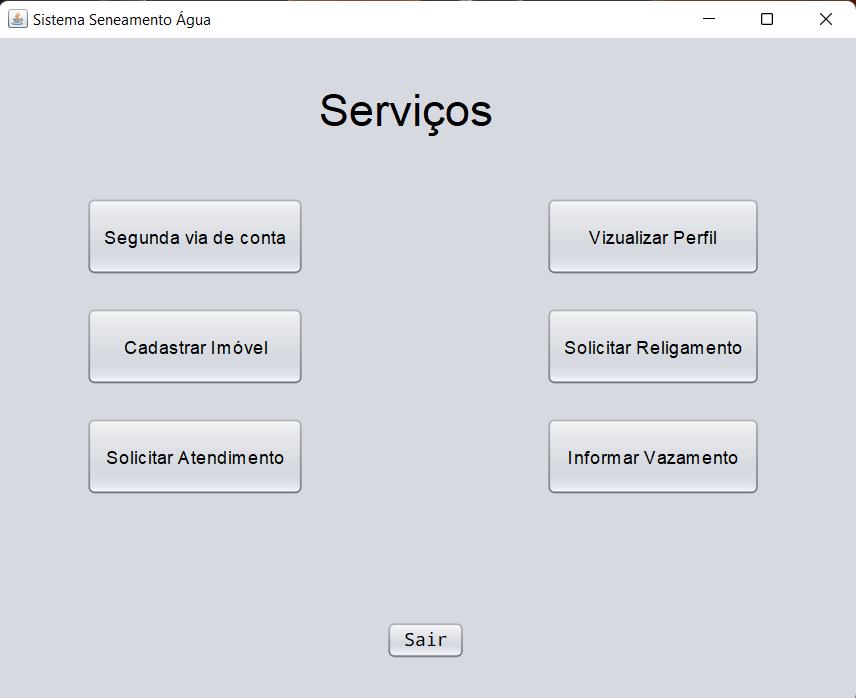 Sistema Seneamento Água
Serviços
Segunda via de conta
Vizualizar Perfil
Cadastrar Imóvel
Solicitar Religamento
Solicitar Atendimento
Informar Vazamento
Sair